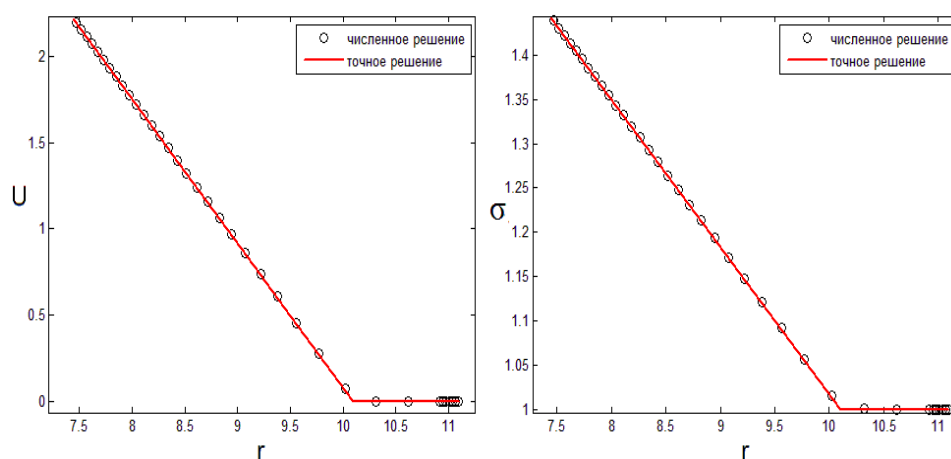 численное решение
точное решение
2
1.5
1
0.5
0
U
7.5 8 8.5 9 9.5 10 10.5 11
r
численное решение
точное решение
1.4
1.35
1.3
1.25
1.2
1.15
1.1
1.05
1
σ
7.5 8 8.5 9 9.5 10 10.5 11
r